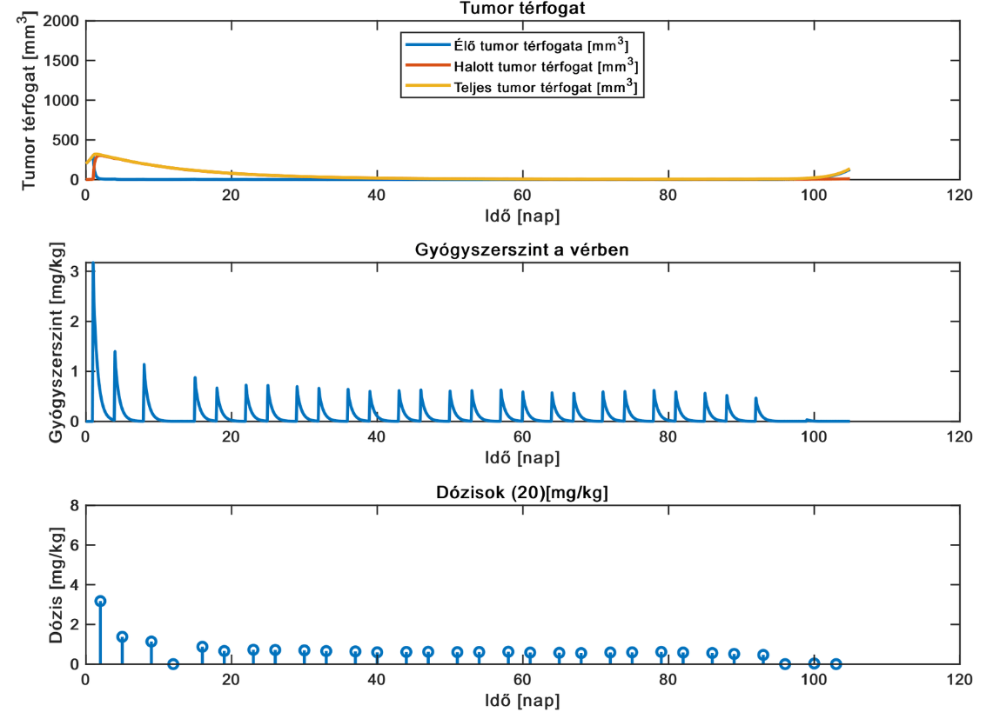 Tumor térfogat
Tumor térfogat [mm³]
2000
1500
1000
500
0
Élő tumor térfogata [mm³]
Halott tumor térfogat [mm³]
Teljes tumor térfogat [mm³]
0 20 40 60 80 100 120
Idő [nap]
Gyógyszerszint a vérben
Gyógyszerszint [mg/kg]
3
2
1
0
0 20 40 60 80 100 120
Idő [nap]
Dózisok (20)[mg/kg]
Dózis [mg/kg]
8
6
4
2
0
0 20 40 60 80 100 120
Idő [nap]